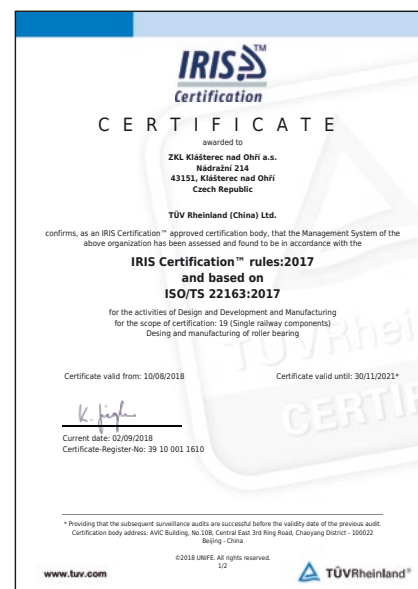 IRIS™
Certification
CERTIFICATE
awarded to
ZKL Klášterec nad Ohří a.s.
Nádražní 214
43151, Klášterec nad Ohří
Czech Republic
TÜV Rheinland (China) Ltd.
confirms, as an IRIS Certification™ approved certification body, that the Management System of the
above organization has been assessed and found to be in accordance with the
IRIS Certification™ rules:2017
and based on
ISO/TS 22163:2017
for the activities of Design and Development and Manufacturing
for the scope of certification: 19 (Single railway components)
Desing and manufacturing of roller bearing
TÜVRhei
CERTIF
Certificate valid from: 10/08/2018 Certificate valid until: 30/11/2021*
Current date: 02/09/2018
Certificate-Register-No: 39 10 001 1610
* Providing that the subsequent surveillance audits are successful before the validity date of the previous audit.
Certification body address: AVIC Building, No.10B, Central East 3rd Ring Road, Chaoyang District - 100022
Beijing - China
©2018 UNIFE. All rights reserved.
1/2
www.tuv.com TÜVRheinland®